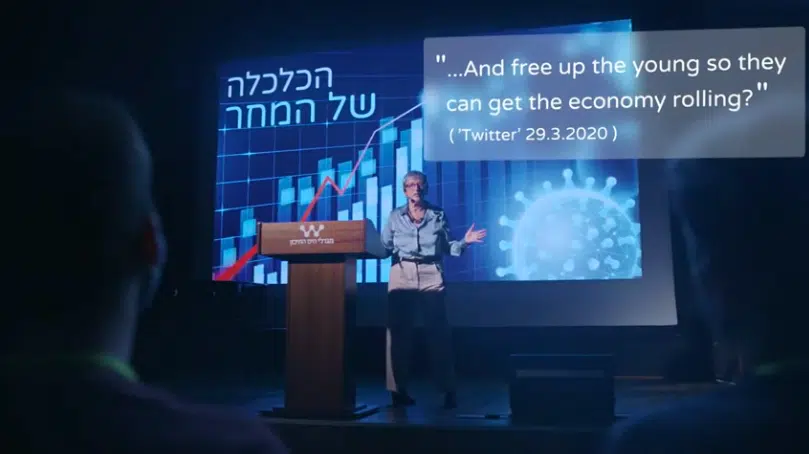 הכלכלה
של המחר
"...And free up the young so they
can get the economy rolling?"
( 'Twitter' 29.3.2020 )